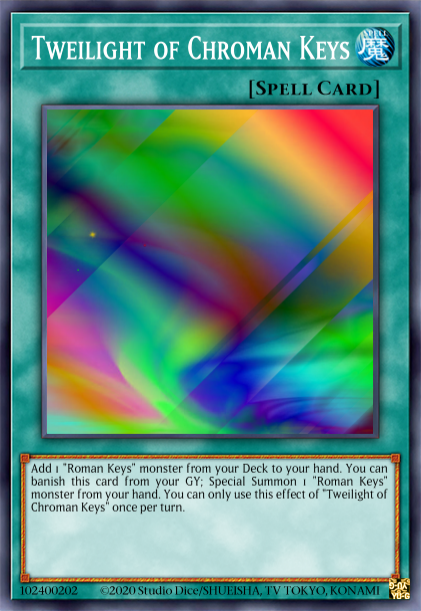 Tweilight of Chroman Keys
SPELL
魔
[Spell Card]
Add 1 "Roman Keys" monster from your Deck to your hand. You can
banish this card from your GY; Special Summon 1 "Roman Keys"
monster from your hand. You can only use this effect of "Tweilight of
Chroman Keys" once per turn.
102400202 ©2020 Studio Dice/SHUEISHA, TV TOKYO, KONAMI